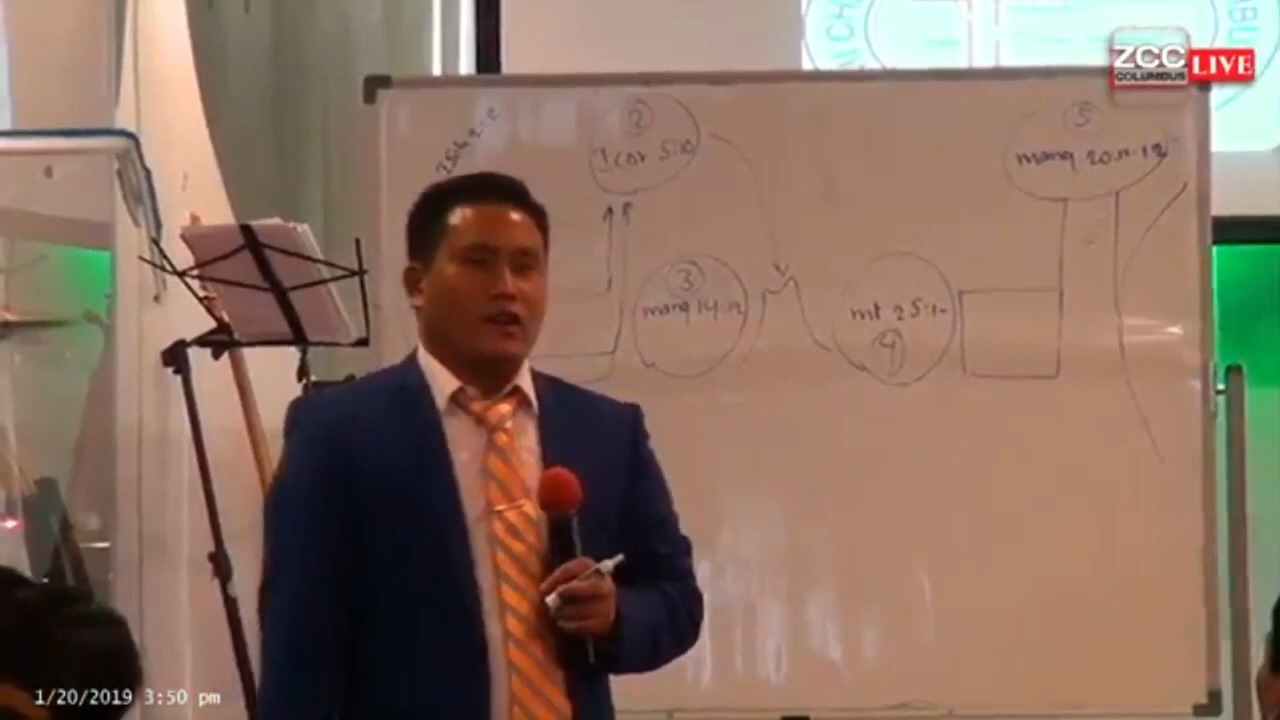 ZCC
COLUMBUS
LIVE
2
1 cor 5:10
5
mang 20:11-12
3
mang 14:12
mt 25:1-
4
1/20/2019 3:50 pm